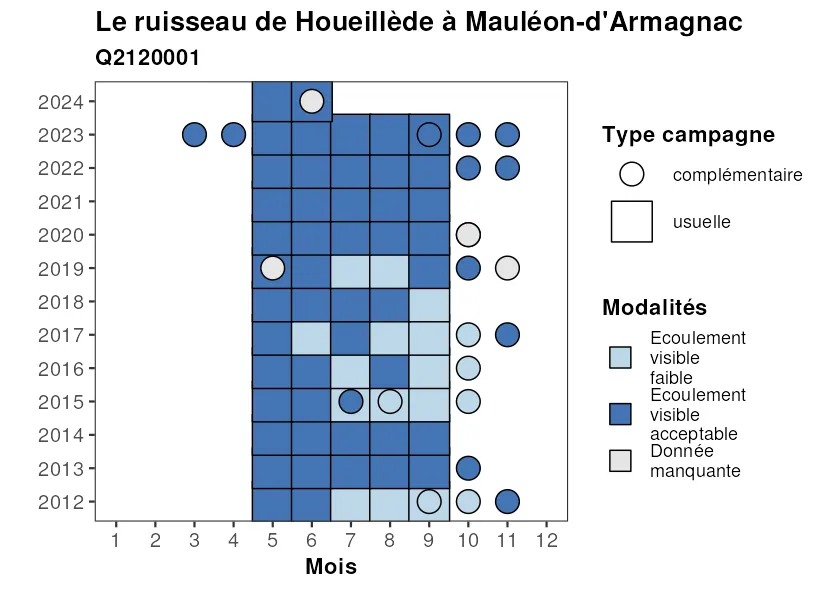 Le ruisseau de Houeillède à Mauléon-d'Armagnac
Q2120001
2024
2023
2022
2021
2020
2019
2018
2017
2016
2015
2014
2013
2012
1 2 3 4 5 6 7 8 9 10 11 12
Mois
Type campagne
complémentaire
usuelle
Modalités
Ecoulement
visible
faible
Ecoulement
visible
acceptable
Donnée
manquante